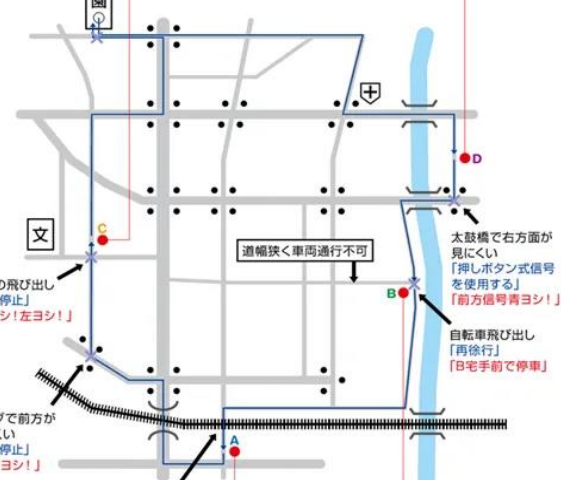 園
D
文
C
太鼓橋で右方面が
見にくい
「押しボタン式信号
を使用する」
「前方信号青ヨシ！」
道幅狭く車両通行不可
B
の飛び出し
停止」
シ！左ヨシ！」
自転車飛び出し
「再徐行」
「B宅手前で停車」
グで前方が
くい
停止」
ヨシ！」
A